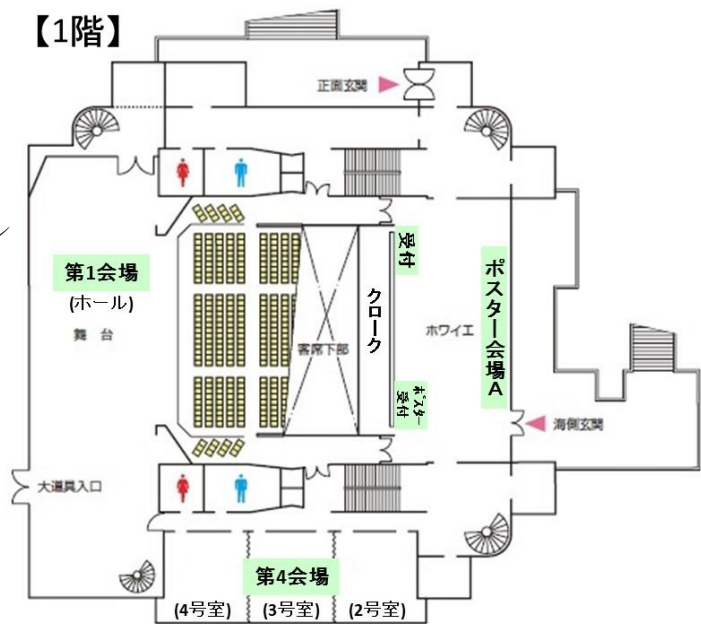 【1階】
正面玄関
第1会場
(ホール)
舞 台
受付
クローク
ホワイエ
ポスター会場A
客席下部
ポスター
受付
海側玄関
大道具入口
第4会場
(4号室)
(3号室)
(2号室)